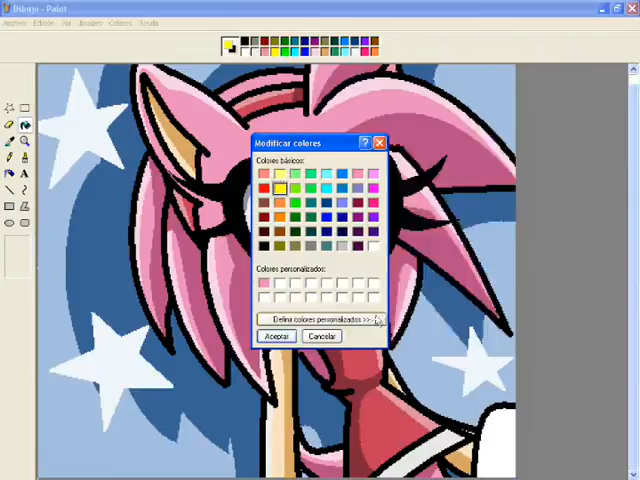 Dibujo - Paint
Archivo Edición Ver Imagen Colores Ayuda
Modificar colores
Colores básicos:
Colores personalizados:
Definir colores personalizados >>
Aceptar Cancelar